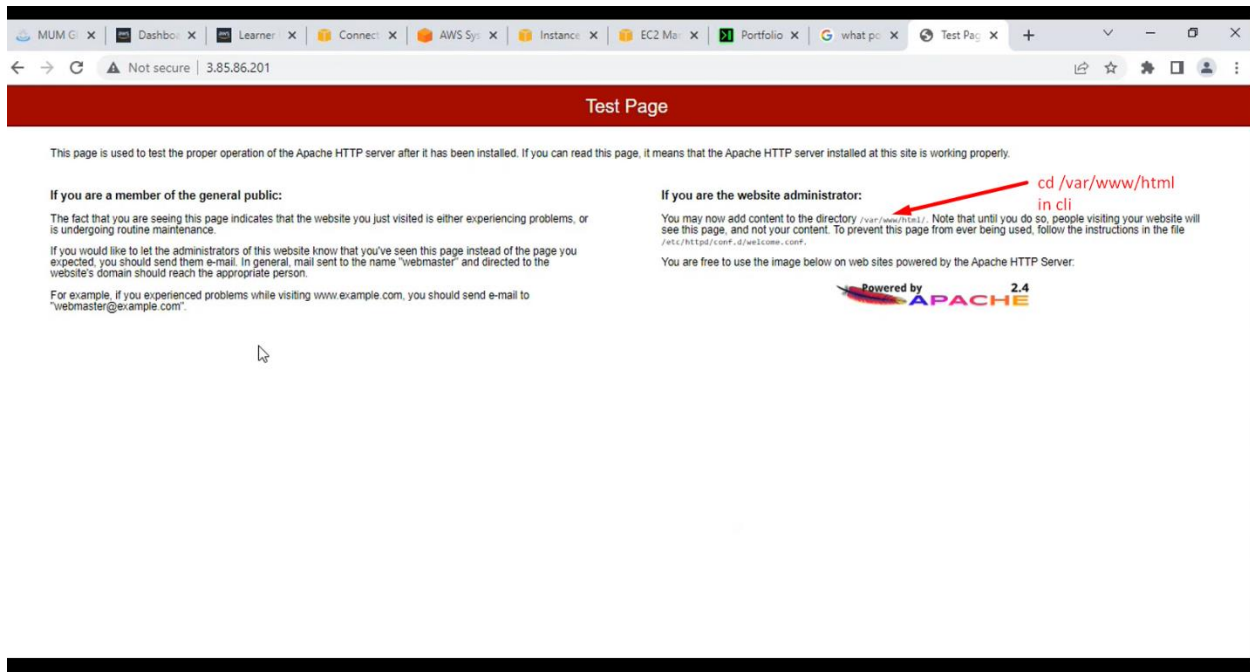 MUM G
Dashboa
Learner
Connect
AWS Sys
Instance
EC2 Man
Portfolio
G what po
Test Pag
Not secure | 3.85.86.201
Test Page
This page is used to test the proper operation of the Apache HTTP server after it has been installed. If you can read this page, it means that the Apache HTTP server installed at this site is working properly.
If you are a member of the general public:
The fact that you are seeing this page indicates that the website you just visited is either experiencing problems, or
is undergoing routine maintenance.
If you would like to let the administrators of this website know that you've seen this page instead of the page you
expected, you should send them e-mail. In general, mail sent to the name "webmaster" and directed to the
website's domain should reach the appropriate person.
For example, if you experienced problems while visiting www.example.com, you should send e-mail to
"webmaster@example.com".
If you are the website administrator:
You may now add content to the directory /var/www/html/. Note that until you do so, people visiting your website will
see this page, and not your content. To prevent this page from ever being used, follow the instructions in the file
/etc/httpd/conf.d/welcome.conf.
You are free to use the image below on web sites powered by the Apache HTTP Server:
Powered by 2.4
APACHE
cd /var/www/html
in cli